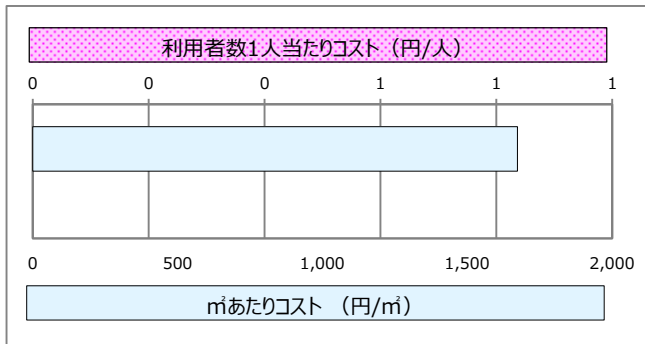 利用者数1人当たりコスト（円/人）
0 0 0 1 1 1
0 500 1,000 1,500 2,000
㎡あたりコスト （円/㎡）